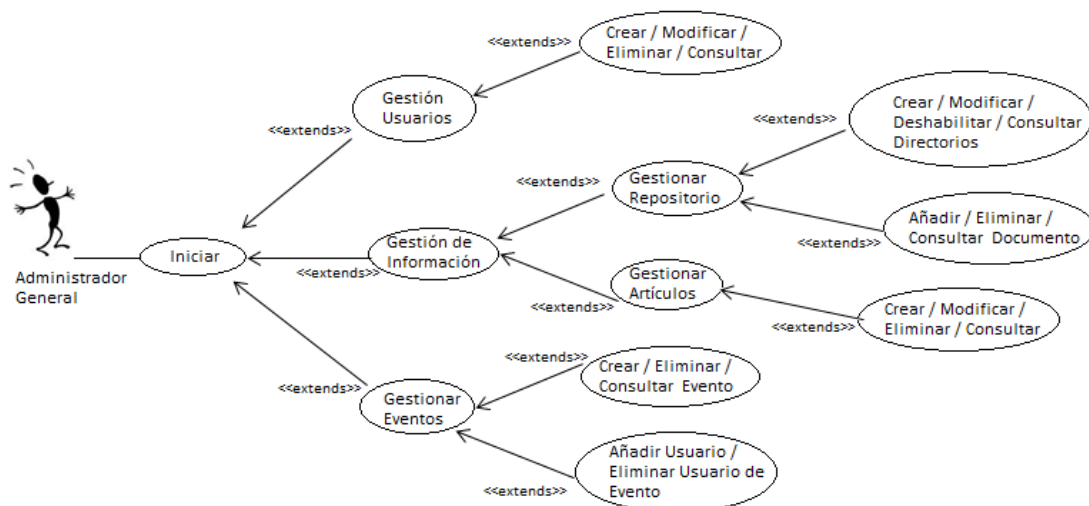 Crear / Modificar /
Eliminar / Consultar
<<extends>>
Gestión
Usuarios
<<extends>>
Crear / Modificar /
Deshabilitar / Consultar
Directorios
<<extends>>
Gestionar
Repositorio
<<extends>>
Añadir / Eliminar /
Consultar Documento
<<extends>>
Administrador
General
Iniciar
Gestión de
Información
<<extends>>
Gestionar
Artículos
<<extends>>
Crear / Modificar /
Eliminar / Consultar
<<extends>>
Crear / Eliminar /
Consultar Evento
<<extends>>
Gestionar
Eventos
<<extends>>
Añadir Usuario /
Eliminar Usuario de
Evento
<<extends>>